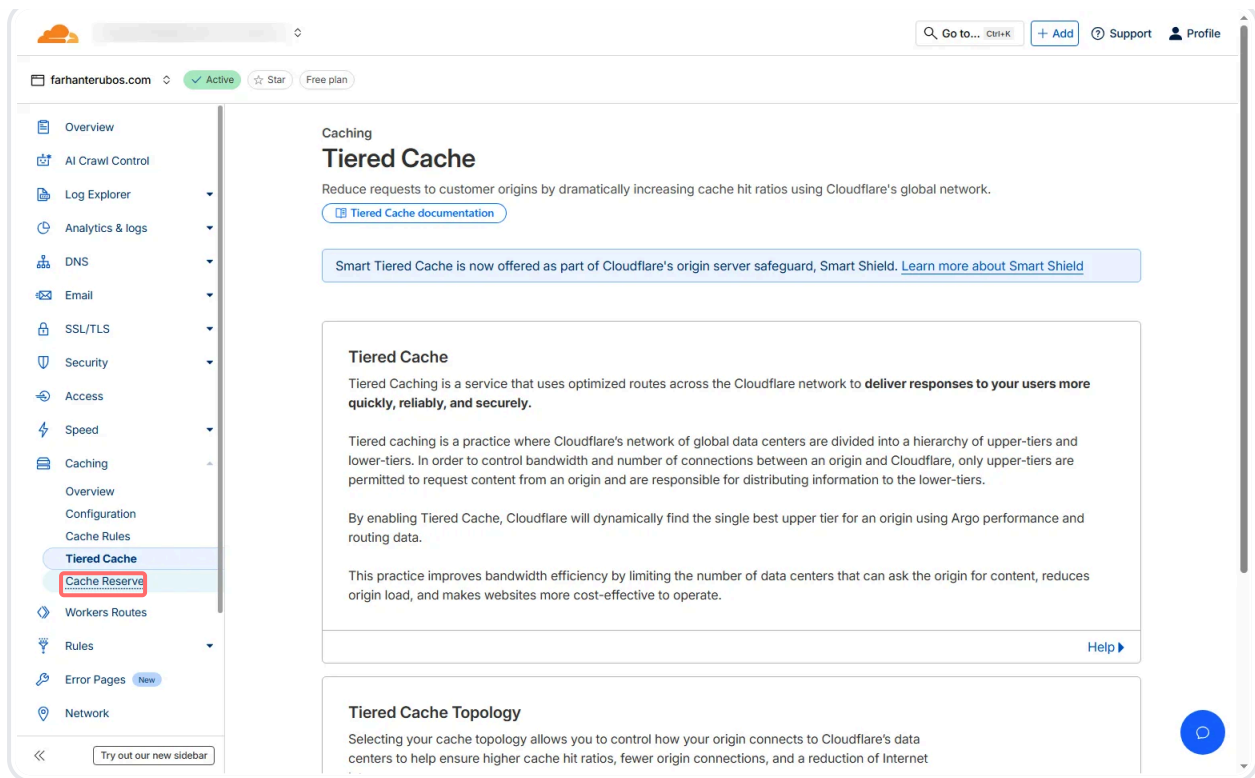 Go to... Ctrl+K
+ Add
Support
Profile
farhanterubos.com
Active
Star
Free plan
Overview
AI Crawl Control
Log Explorer
Analytics & logs
DNS
Email
SSL/TLS
Security
Access
Speed
Caching
Overview
Configuration
Cache Rules
Tiered Cache
Cache Reserve
Workers Routes
Rules
Error Pages New
Network
Try out our new sidebar
Caching
Tiered Cache
Reduce requests to customer origins by dramatically increasing cache hit ratios using Cloudflare's global network.
Tiered Cache documentation
Smart Tiered Cache is now offered as part of Cloudflare's origin server safeguard, Smart Shield. Learn more about Smart Shield
Tiered Cache
Tiered Caching is a service that uses optimized routes across the Cloudflare network to deliver responses to your users more
quickly, reliably, and securely.
Tiered caching is a practice where Cloudflare's network of global data centers are divided into a hierarchy of upper-tiers and
lower-tiers. In order to control bandwidth and number of connections between an origin and Cloudflare, only upper-tiers are
permitted to request content from an origin and are responsible for distributing information to the lower-tiers.
By enabling Tiered Cache, Cloudflare will dynamically find the single best upper tier for an origin using Argo performance and
routing data.
This practice improves bandwidth efficiency by limiting the number of data centers that can ask the origin for content, reduces
origin load, and makes websites more cost-effective to operate.
Help
Tiered Cache Topology
Selecting your cache topology allows you to control how your origin connects to Cloudflare's data
centers to help ensure higher cache hit ratios, fewer origin connections, and a reduction of Internet